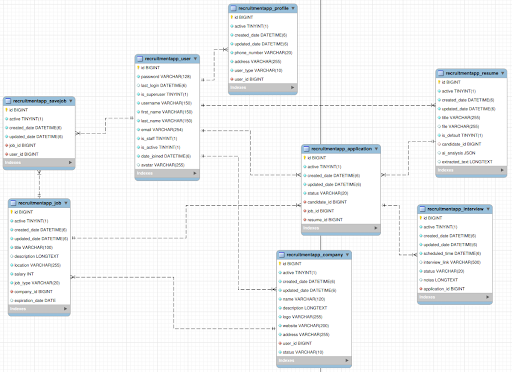 recruitmentapp_profile
id BIGINT
active TINYINT(1)
created_date DATETIME(6)
updated_date DATETIME(6)
phone_number VARCHAR(20)
address VARCHAR(255)
user_type VARCHAR(10)
user_id BIGINT
Indexes
recruitmentapp_user
id BIGINT
password VARCHAR(128)
last_login DATETIME(6)
is_superuser TINYINT(1)
username VARCHAR(150)
first_name VARCHAR(150)
last_name VARCHAR(150)
email VARCHAR(254)
is_staff TINYINT(1)
is_active TINYINT(1)
date_joined DATETIME(6)
avatar VARCHAR(255)
Indexes
recruitmentapp_resume
id BIGINT
active TINYINT(1)
created_date DATETIME(6)
updated_date DATETIME(6)
title VARCHAR(255)
file VARCHAR(255)
is_default TINYINT(1)
candidate_id BIGINT
ai_analysis JSON
extracted_text LONGTEXT
Indexes
recruitmentapp_savejob
id BIGINT
active TINYINT(1)
created_date DATETIME(6)
updated_date DATETIME(6)
job_id BIGINT
user_id BIGINT
Indexes
recruitmentapp_application
id BIGINT
active TINYINT(1)
created_date DATETIME(6)
updated_date DATETIME(6)
status VARCHAR(20)
candidate_id BIGINT
job_id BIGINT
resume_id BIGINT
Indexes
recruitmentapp_job
id BIGINT
active TINYINT(1)
created_date DATETIME(6)
updated_date DATETIME(6)
title VARCHAR(100)
description LONGTEXT
location VARCHAR(255)
salary INT
job_type VARCHAR(20)
company_id BIGINT
expiration_date DATE
Indexes
recruitmentapp_interview
id BIGINT
active TINYINT(1)
created_date DATETIME(6)
updated_date DATETIME(6)
scheduled_time DATETIME(6)
interview_link VARCHAR(200)
status VARCHAR(20)
notes LONGTEXT
application_id BIGINT
Indexes
recruitmentapp_company
id BIGINT
active TINYINT(1)
created_date DATETIME(6)
updated_date DATETIME(6)
name VARCHAR(120)
description LONGTEXT
logo VARCHAR(255)
website VARCHAR(200)
address VARCHAR(255)
user_id BIGINT
status VARCHAR(10)
Indexes